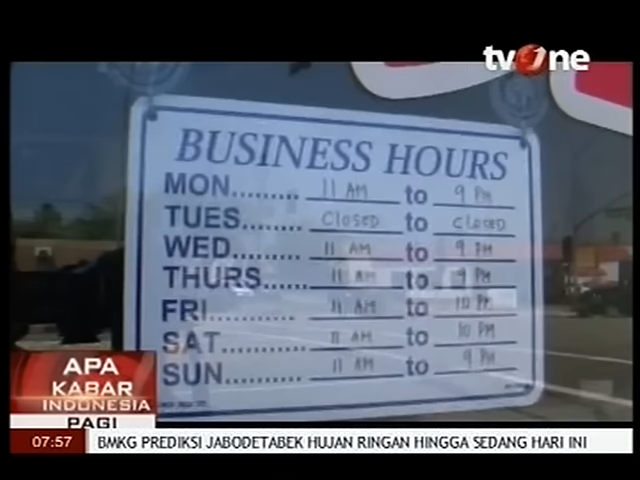 tvOne
BUSINESS HOURS
MON......... 11 AM to 9 PM
TUES........ CLOSED to CLOSED
WED......... 11 AM to 9 PM
THURS....... 11 AM to 9 PM
FRI........... 11 AM to 10 PM
SAT.......... 11 AM to 10 PM
SUN.......... 11 AM to 9 PM
APA
KABAR
INDONESIA
PAGI
07:57 BMKG PREDIKSI JABODETABEK HUJAN RINGAN HINGGA SEDANG HARI INI